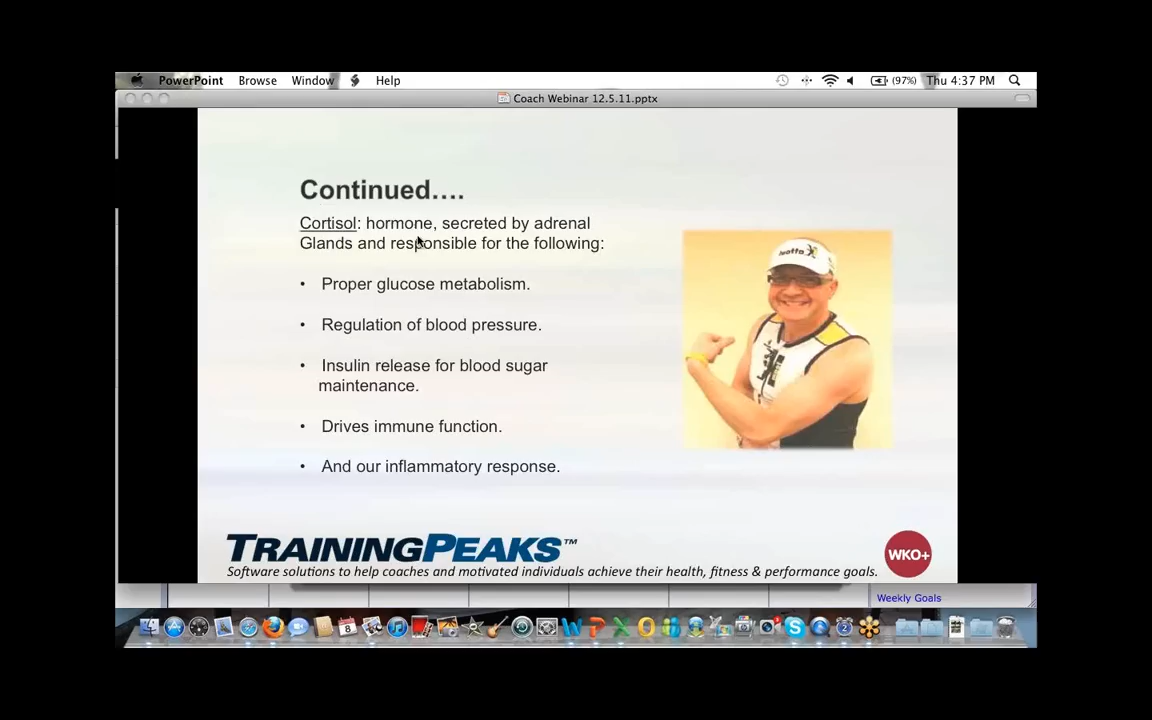 PowerPoint Browse Window Help (97%) Thu 4:37 PM
Coach Webinar 12.5.11.pptx
Continued....
Cortisol: hormone, secreted by adrenal
Glands and responsible for the following:
• Proper glucose metabolism.
• Regulation of blood pressure.
• Insulin release for blood sugar
maintenance.
• Drives immune function.
• And our inflammatory response.
TRAININGPEAKS™
WKO+
Software solutions to help coaches and motivated individuals achieve their health, fitness & performance goals.
Weekly Goals
8
2